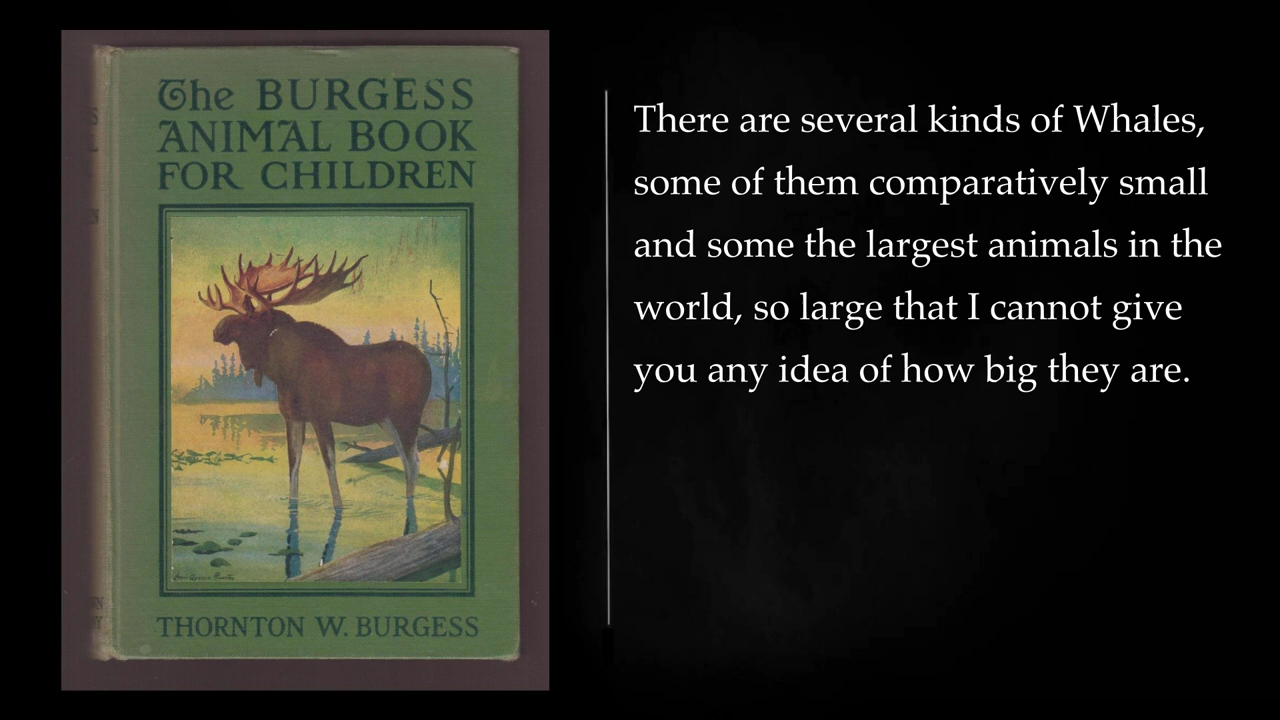 The BURGESS
ANIMAL BOOK
FOR CHILDREN
THORNTON W. BURGESS
There are several kinds of Whales,
some of them comparatively small
and some the largest animals in the
world, so large that I cannot give
you any idea of how big they are.